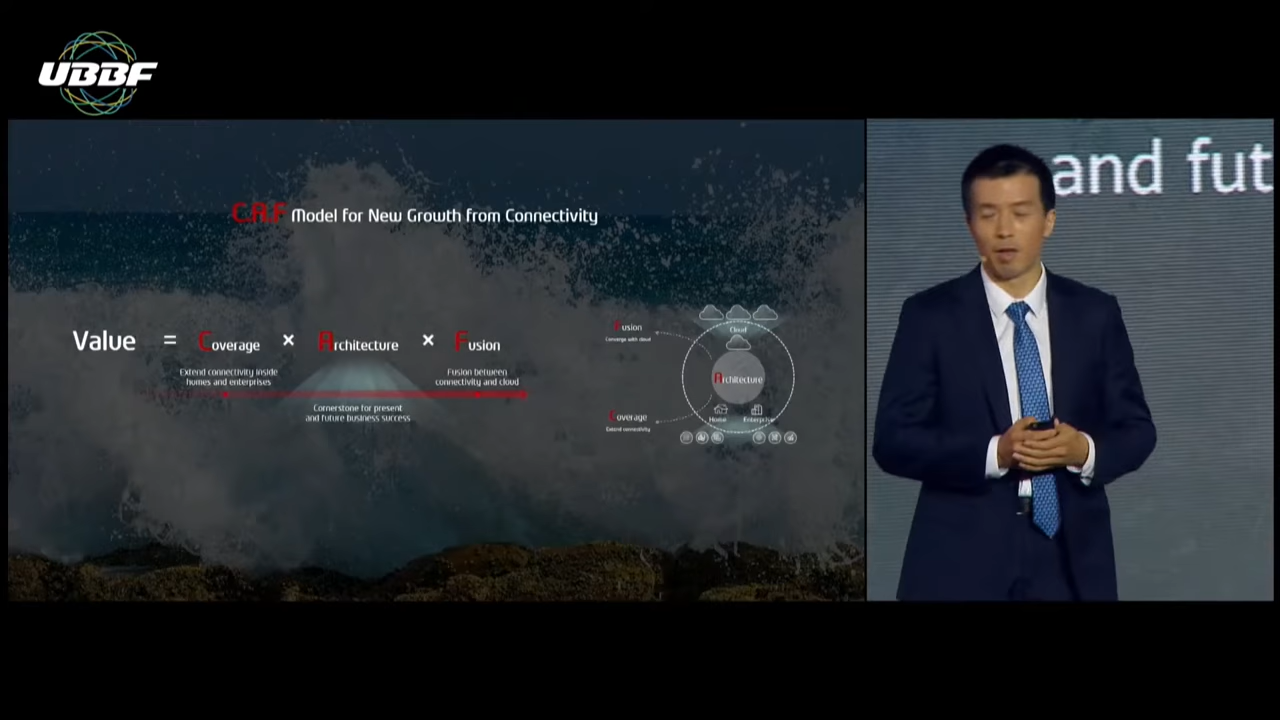 UBBF
C.A.F Model for New Growth from Connectivity
Value = Coverage × Architecture × Fusion
Extend connectivity inside
homes and enterprises
Fusion between
connectivity and cloud
Cornerstone for present
and future business success
Fusion
Converge with cloud
Cloud
Architecture
Coverage
Extend connectivity
Home
Enterprise
and fut